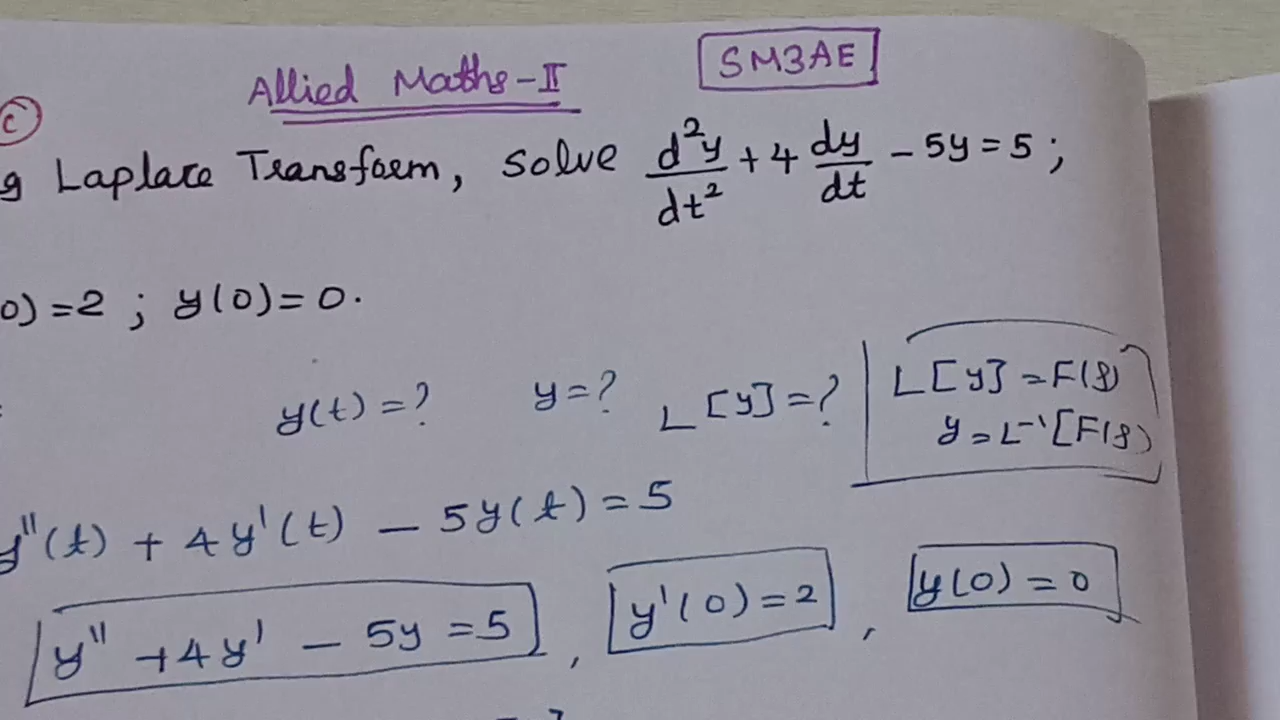 Allied Maths-II SM3AE
c
g Laplace Transform, solve d²y/dt² + 4 dy/dt - 5y = 5 ;
0) = 2 ; y(0) = 0.
y(t) = ? y = ? L[y] = ? L[y] = F(s)
y = L⁻¹[F(s)
y''(t) + 4y'(t) - 5y(t) = 5
y'' + 4y' - 5y = 5 , y'(0) = 2 , y(0) = 0